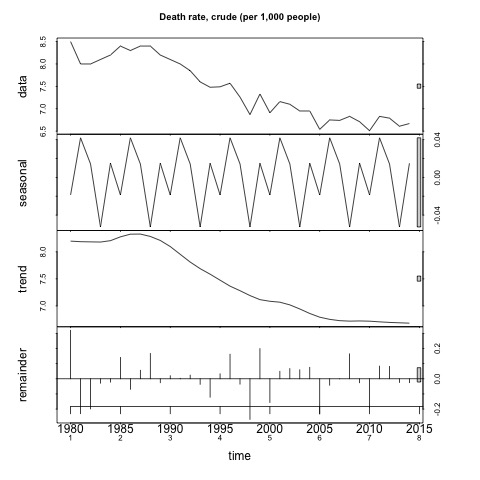 Death rate, crude (per 1,000 people)
data
6.5 7.0 7.5 8.0 8.5
seasonal
-0.04 0.00 0.04
trend
7.0 7.5 8.0
remainder
-0.2 0.0 0.2
1980 1985 1990 1995 2000 2005 2010 2015
1 2 3 4 5 6 7 8
time